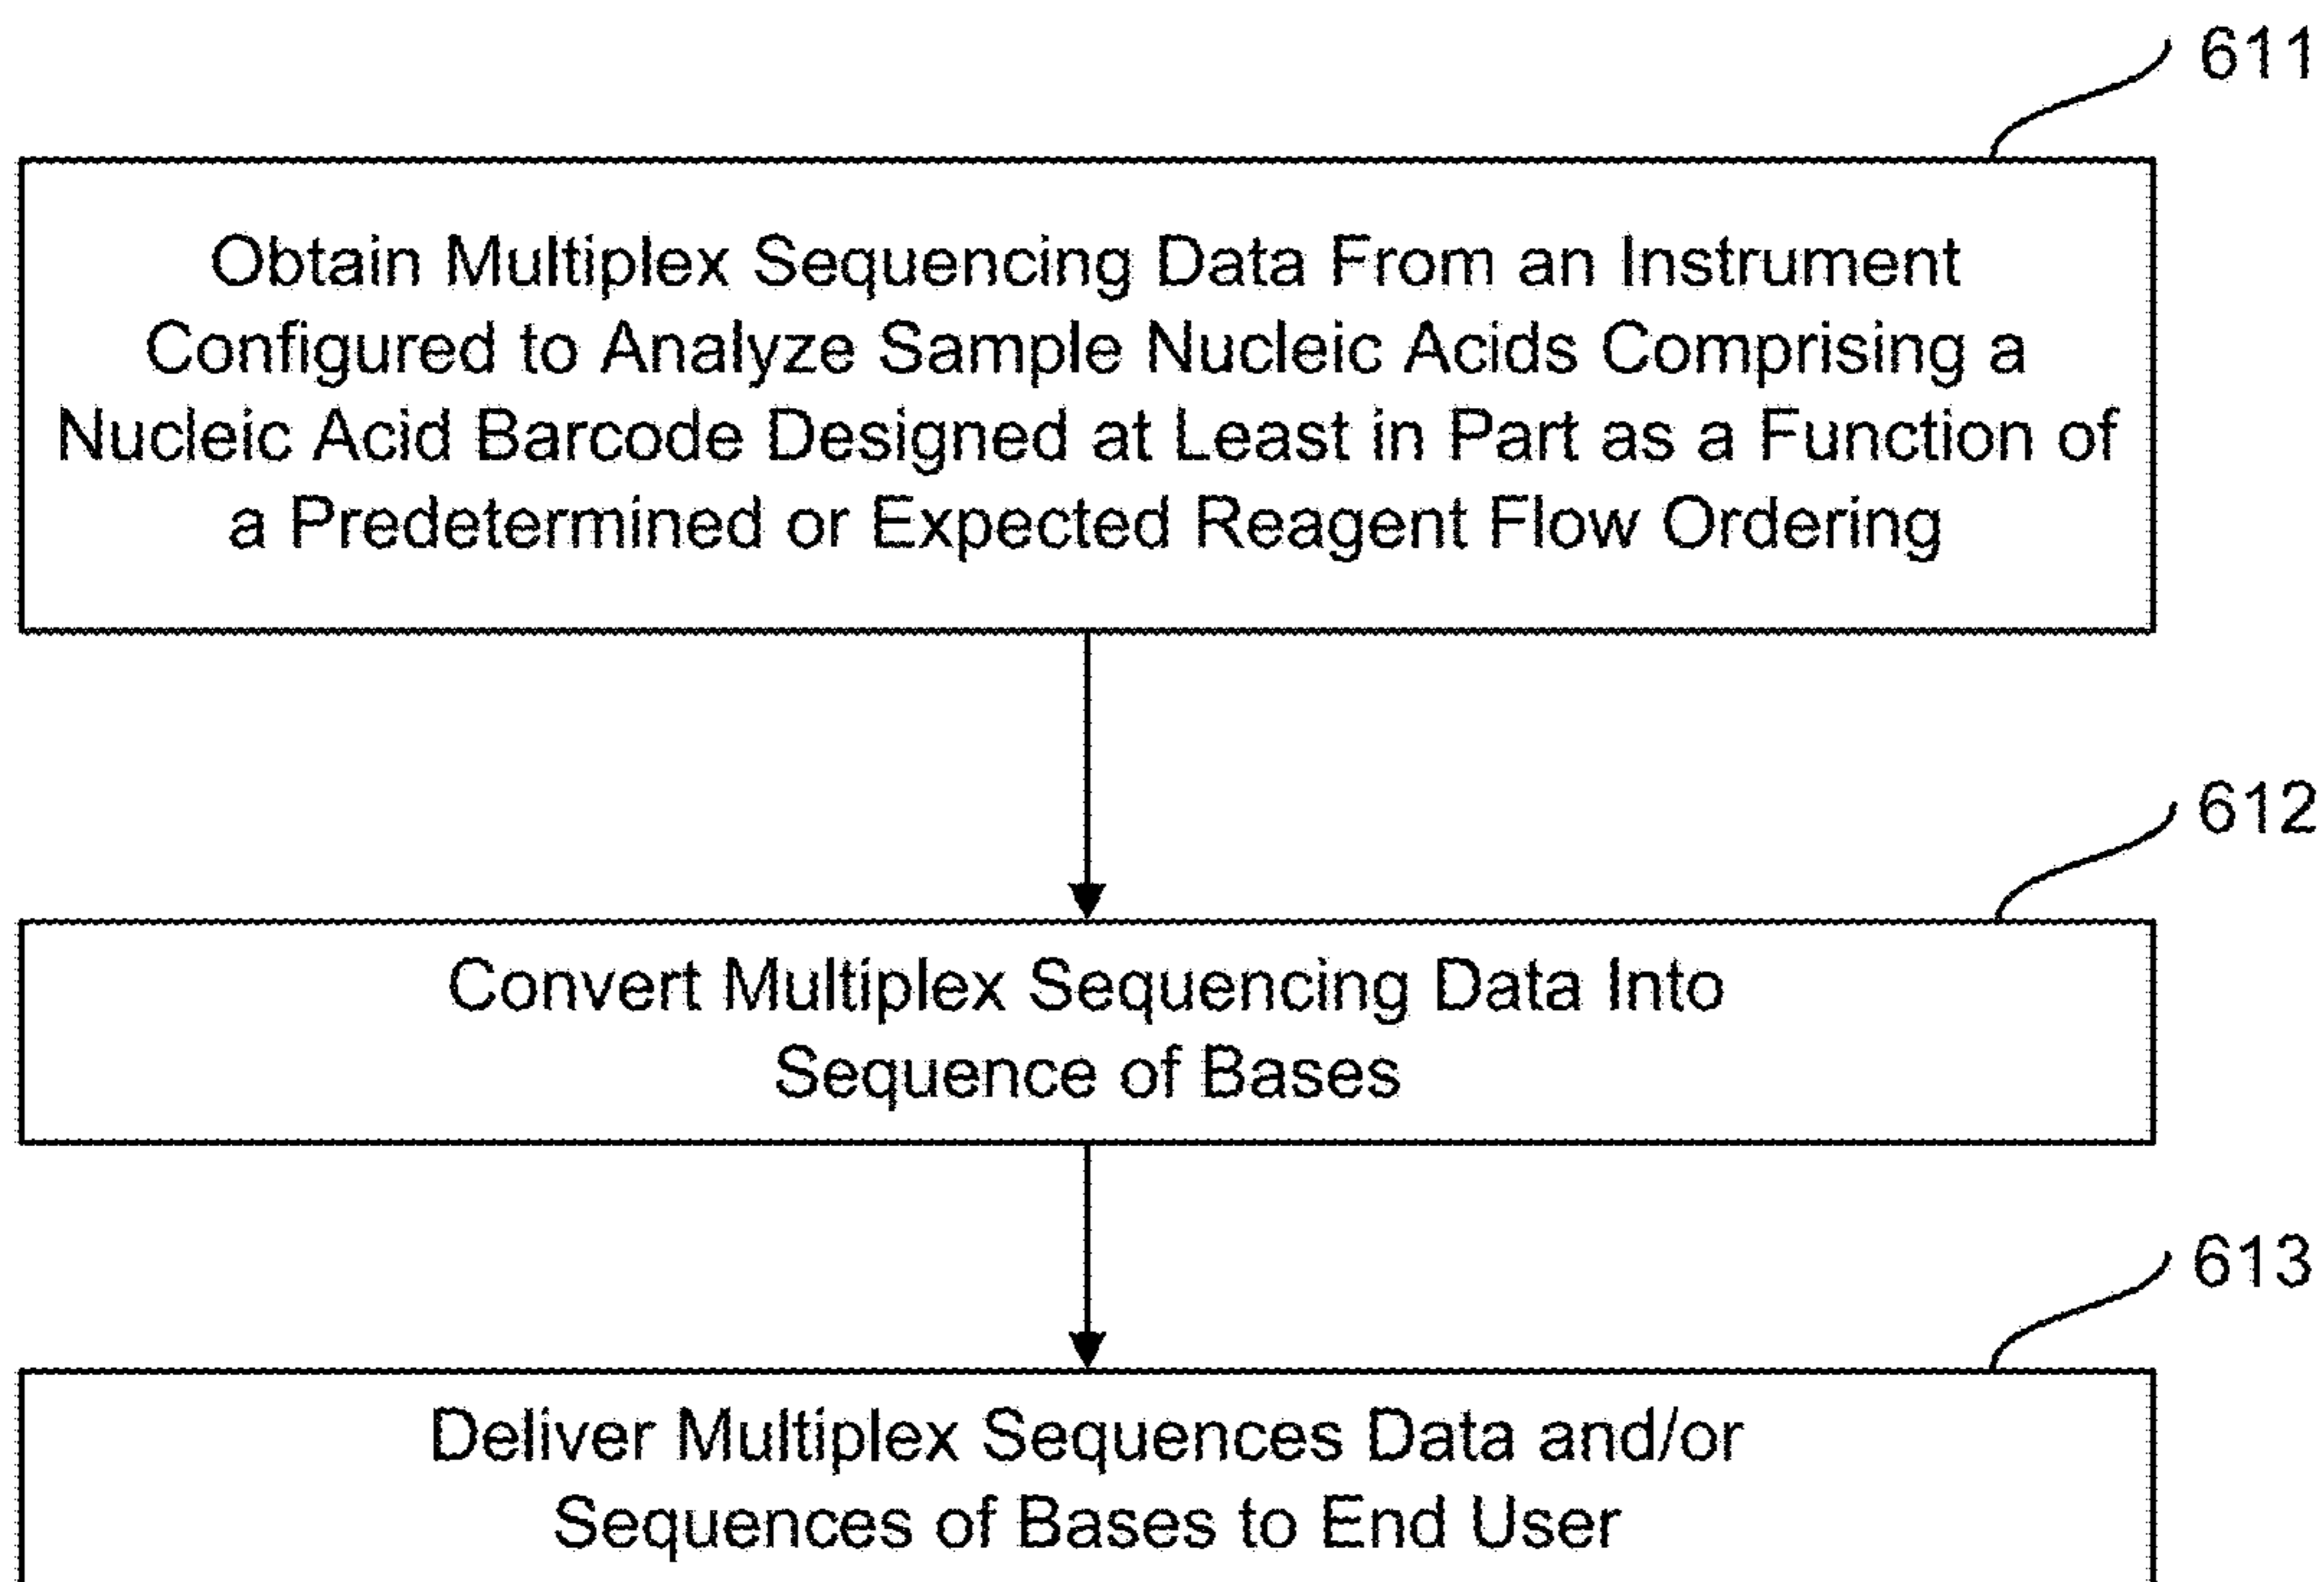 611
Obtain Multiplex Sequencing Data From an Instrument
Configured to Analyze Sample Nucleic Acids Comprising a
Nucleic Acid Barcode Designed at Least in Part as a Function of
a Predetermined or Expected Reagent Flow Ordering
612
Convert Multiplex Sequencing Data Into
Sequence of Bases
613
Deliver Multiplex Sequences Data and/or
Sequences of Bases to End User